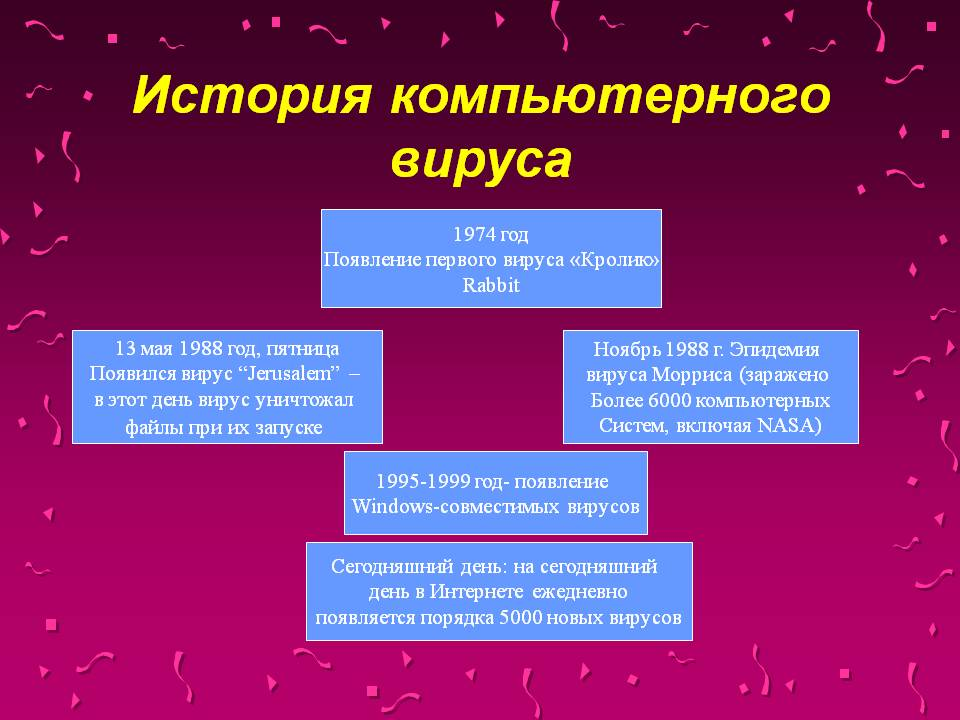 История компьютерного
вируса
1974 год
Появление первого вируса «Кролик»
Rabbit
13 мая 1988 год, пятница
Появился вирус “Jerusalem” –
в этот день вирус уничтожал
файлы при их запуске
Ноябрь 1988 г. Эпидемия
вируса Морриса (заражено
Более 6000 компьютерных
Систем, включая NASA)
1995-1999 год- появление
Windows-совместимых вирусов
Сегодняшний день: на сегодняшний
день в Интернете ежедневно
появляется порядка 5000 новых вирусов